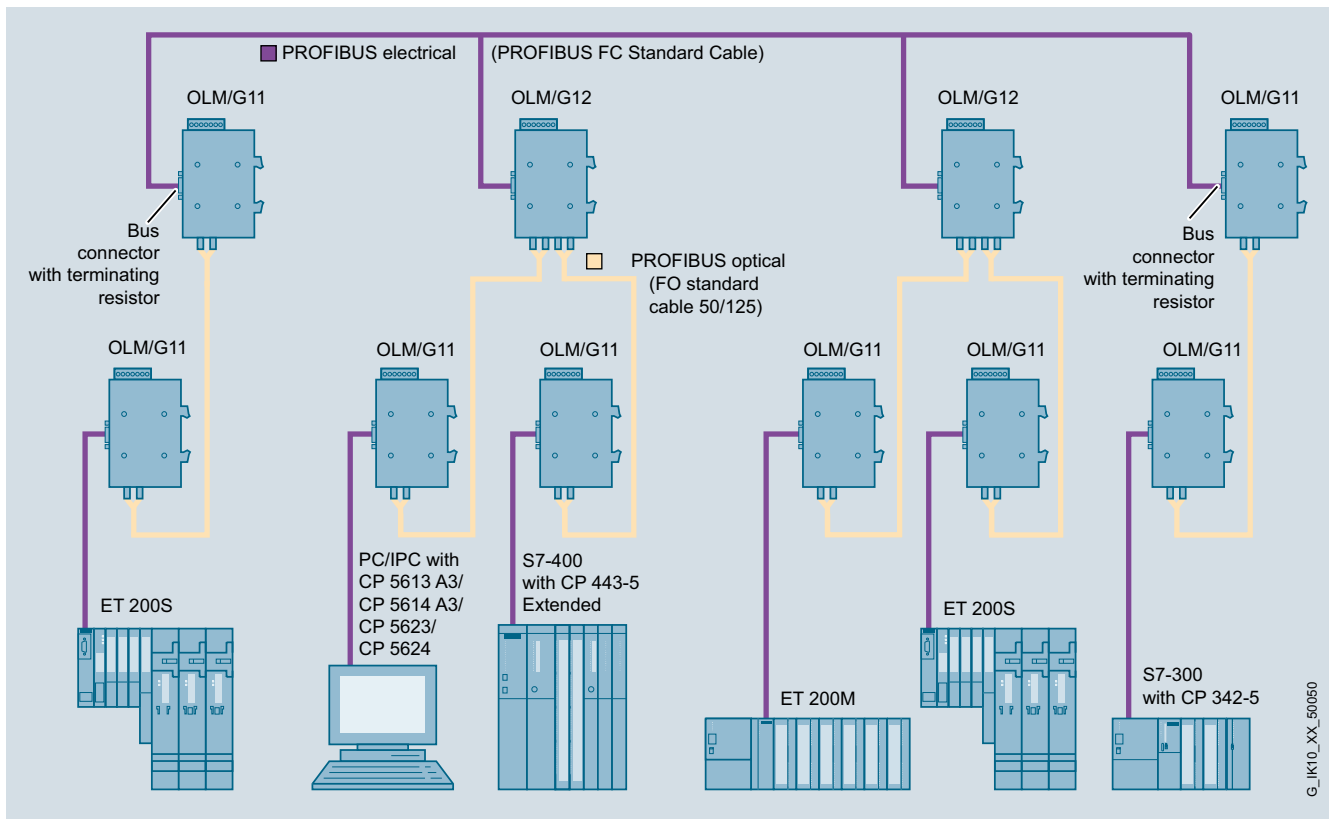 PROFIBUS electrical (PROFIBUS FC Standard Cable)
OLM/G11
OLM/G12
OLM/G12
OLM/G11
Bus
connector
with terminating
resistor
PROFIBUS optical
(FO standard
cable 50/125)
Bus
connector
with terminating
resistor
OLM/G11
OLM/G11
OLM/G11
OLM/G11
OLM/G11
OLM/G11
ET 200S
PC/IPC with
CP 5613 A3/
CP 5614 A3/
CP 5623/
CP 5624
S7-400
with CP 443-5
Extended
ET 200M
ET 200S
S7-300
with CP 342-5
G_IK10_XX_50050